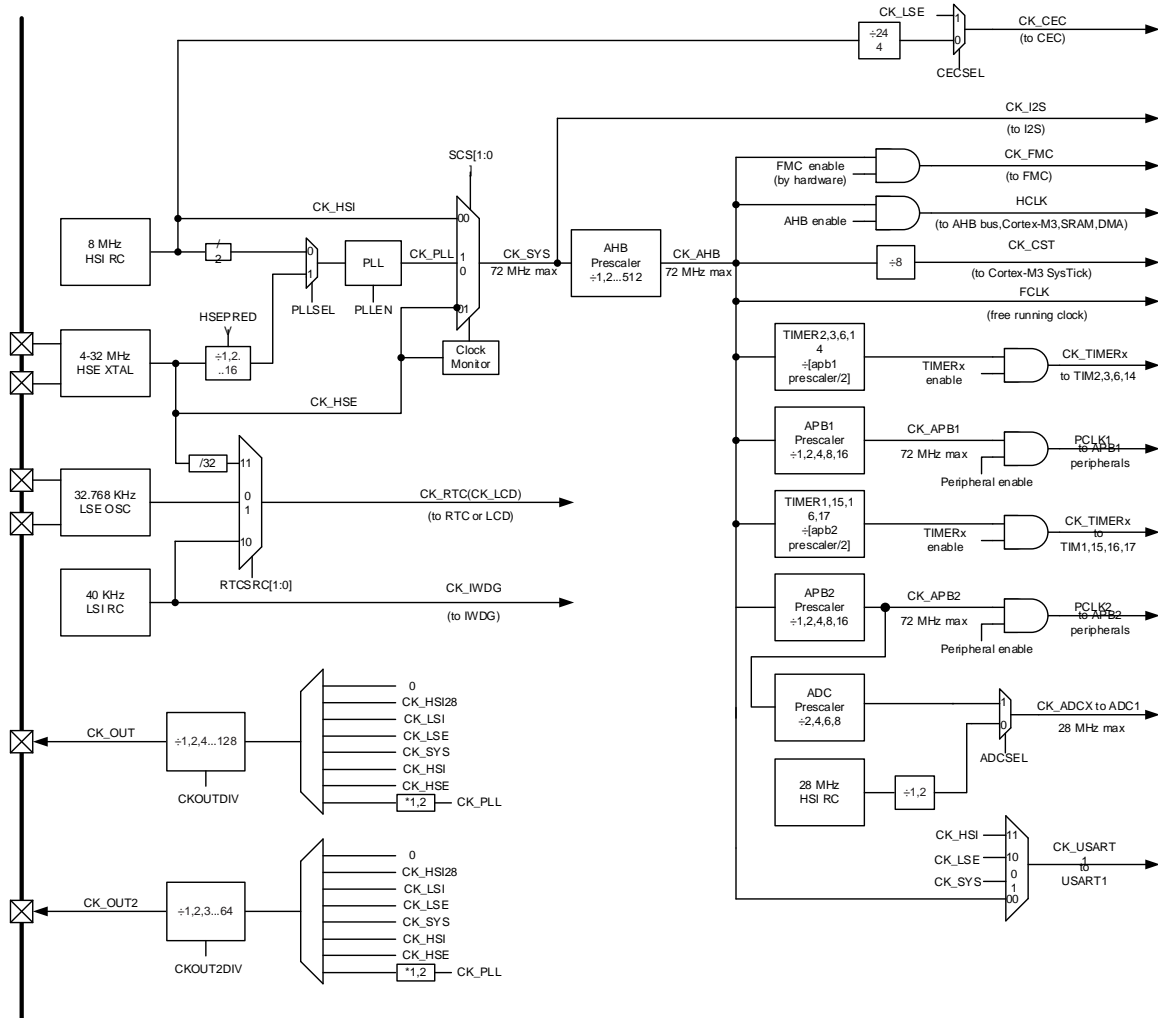 CK_LSE
1
0
÷24
4
CECSEL
CK_CEC
(to CEC)
CK_I2S
(to I2S)
SCS[1:0
]
FMC enable
(by hardware)
CK_FMC
(to FMC)
AHB enable
HCLK
(to AHB bus,Cortex-M3,SRAM,DMA)
8 MHz
HSI RC
CK_HSI
/
2
0
1
PLLSEL
PLL
PLLEN
CK_PLL
00
1
0
01
CK_SYS
72 MHz max
AHB
Prescaler
÷1,2...512
CK_AHB
72 MHz max
÷8
CK_CST
(to Cortex-M3 SysTick)
FCLK
(free running clock)
HSEPRED
V
÷1,2.
..16
Clock
Monitor
4-32 MHz
HSE XTAL
CK_HSE
TIMER2,3,6,1
4
÷[apb1
prescaler/2]
TIMERx
enable
CK_TIMERx
to TIM2,3,6,14
APB1
Prescaler
÷1,2,4,8,16
CK_APB1
72 MHz max
Peripheral enable
PCLK1
to APB1
peripherals
/32
11
0
1
10
RTCSRC[1:0]
32.768 KHz
LSE OSC
CK_RTC(CK_LCD)
(to RTC or LCD)
TIMER1,15,1
6,17
÷[apb2
prescaler/2]
TIMERx
enable
CK_TIMERx
to
TIM1,15,16,17
40 KHz
LSI RC
CK_IWDG
(to IWDG)
APB2
Prescaler
÷1,2,4,8,16
CK_APB2
72 MHz max
Peripheral enable
PCLK2
to APB2
peripherals
ADC
Prescaler
÷2,4,6,8
1
0
ADCSEL
CK_ADCX to ADC1
28 MHz max
28 MHz
HSI RC
÷1,2
CK_OUT
÷1,2,4...128
CKOUTDIV
0
CK_HSI28
CK_LSI
CK_LSE
CK_SYS
CK_HSI
CK_HSE
*1,2
CK_PLL
CK_HSI
11
CK_LSE
10
CK_SYS
0
1
00
CK_USART
1
to
USART1
CK_OUT2
÷1,2,3...64
CKOUT2DIV
0
CK_HSI28
CK_LSI
CK_LSE
CK_SYS
CK_HSI
CK_HSE
*1,2
CK_PLL